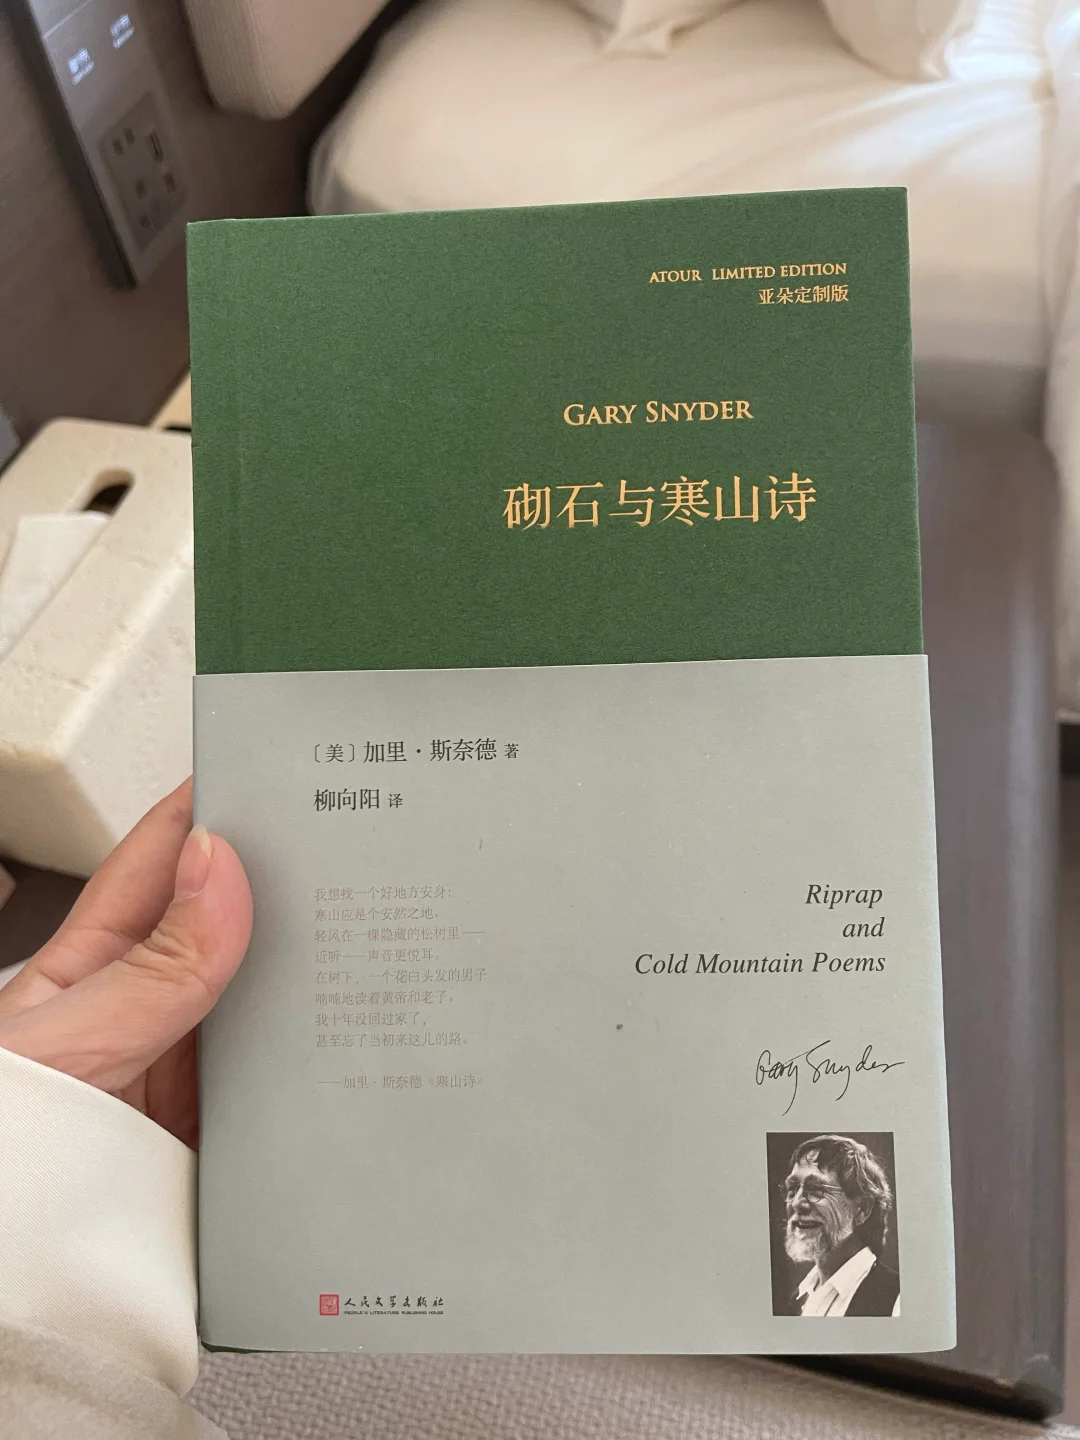 ATOUR LIMITED EDITION
亚朵定制版
GARY SNYDER
砌石与寒山诗
〔美〕加里·斯奈德 著
柳向阳 译
我想找一个好地方安身：
寒山应是个安然之地。
轻风在一棵隐藏的松树里——
近听——声音更悦耳。
在树下，一个花白头发的男子
喃喃地读着黄帝和老子。
我十年没回过家了，
甚至忘了当初来这儿的路。
——加里·斯奈德《寒山诗》
Riprap
and
Cold Mountain Poems
Gary Snyder
人民文学出版社
PEOPLE'S LITERATURE PUBLISHING HOUSE